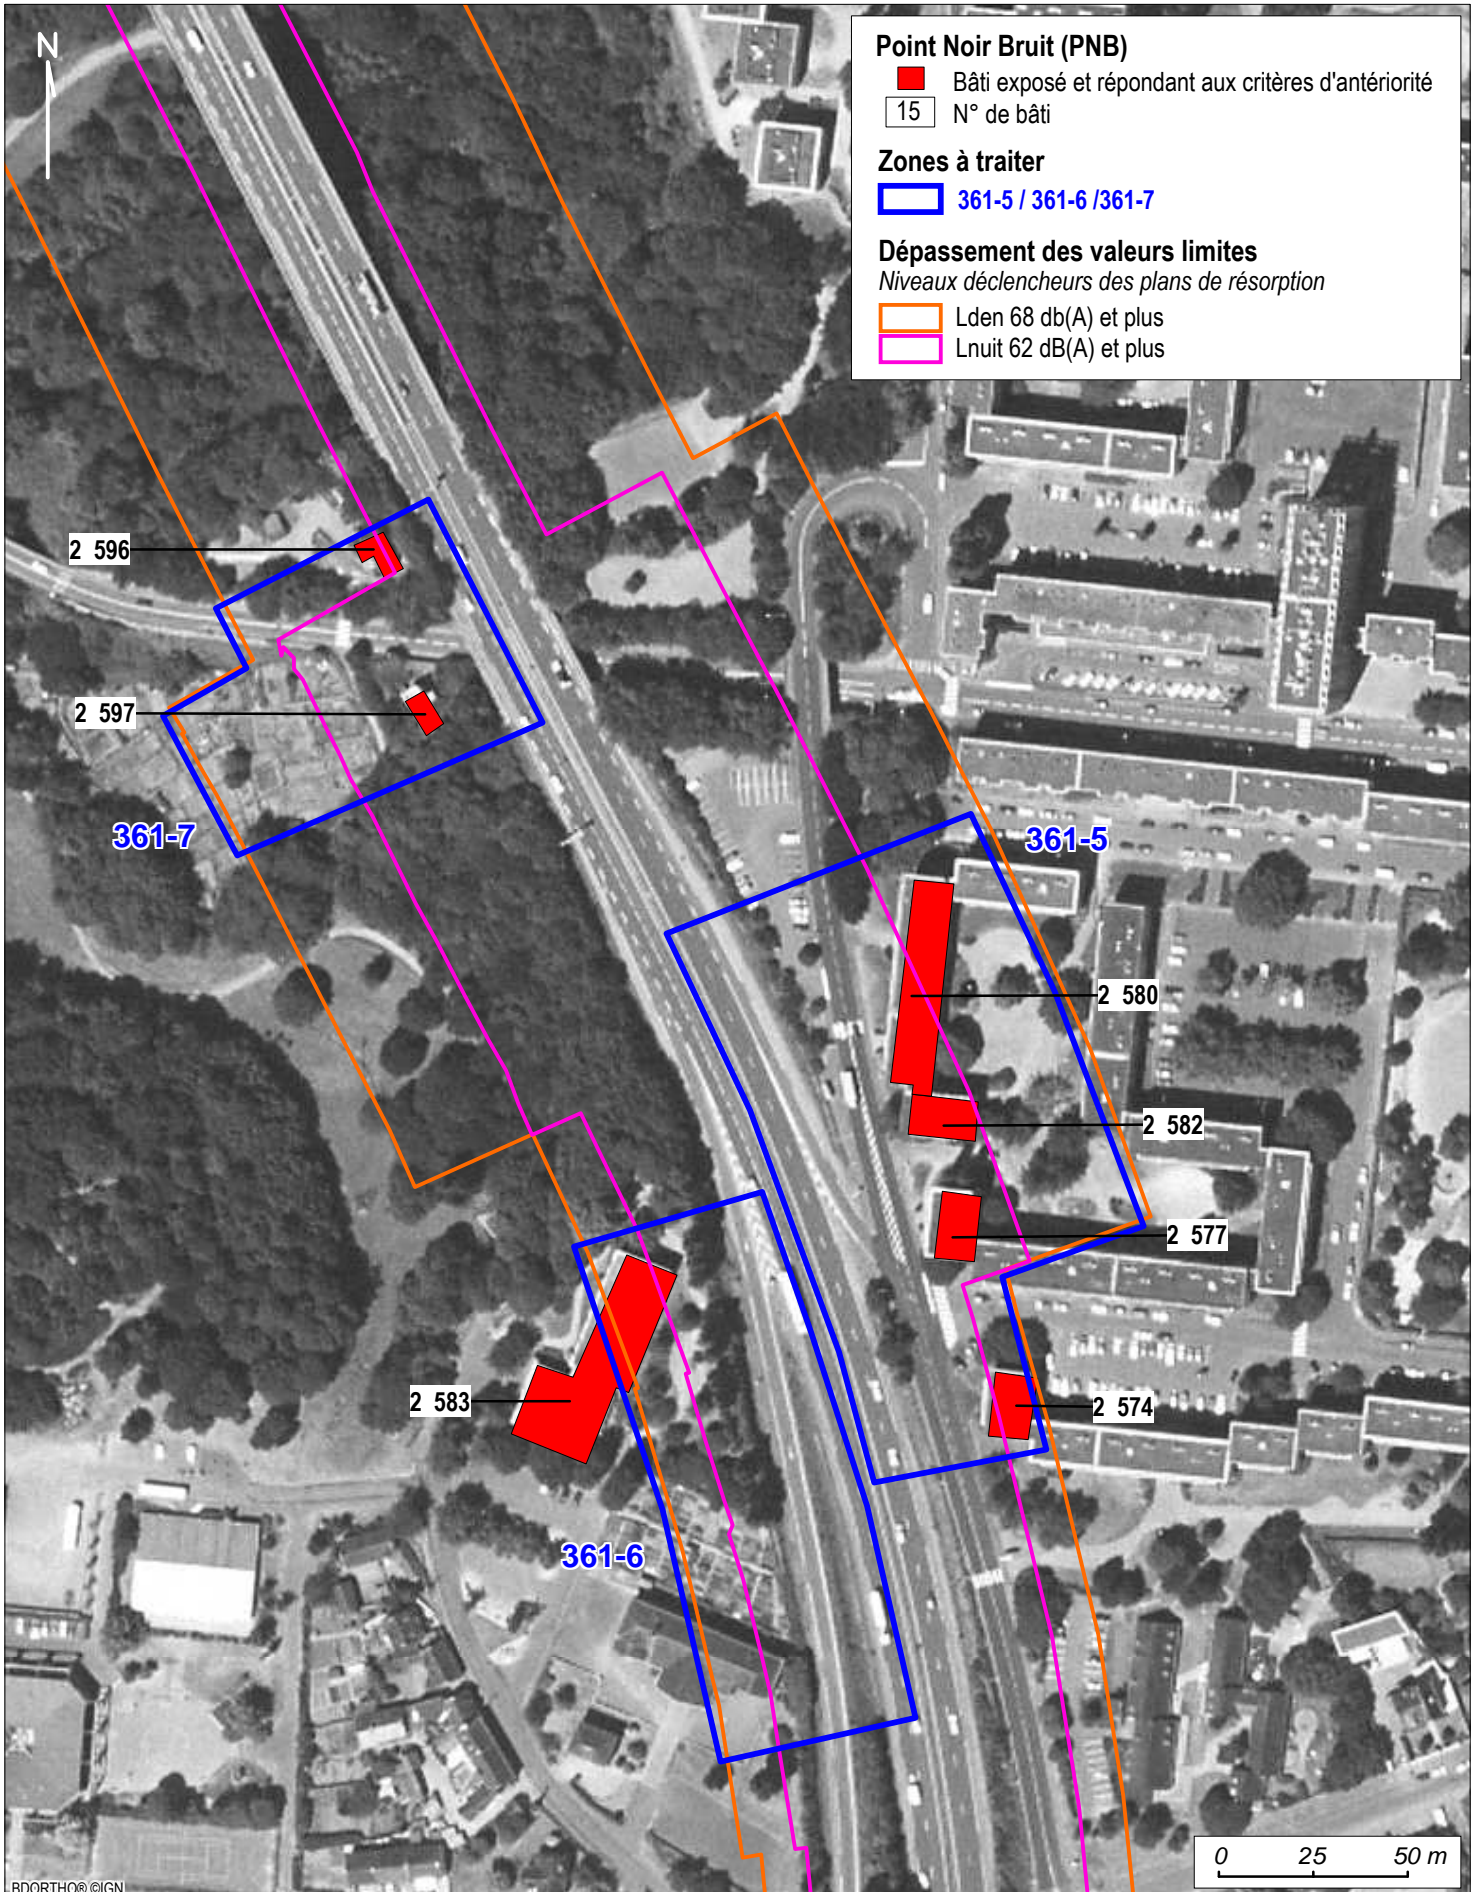 N
Point Noir Bruit (PNB)
Bâti exposé et répondant aux critères d'antériorité
15 N° de bâti
Zones à traiter
361-5 / 361-6 /361-7
Dépassement des valeurs limites
Niveaux déclencheurs des plans de résorption
Lden 68 db(A) et plus
Lnuit 62 dB(A) et plus
2 596
2 597
361-7
361-5
2 580
2 582
2 577
2 583
2 574
361-6
0 25 50 m
BDORTHO® ©IGN